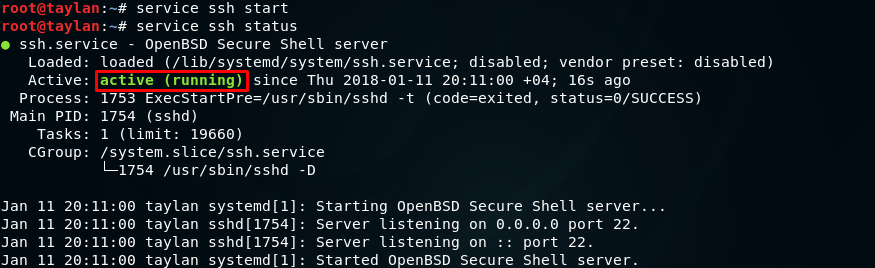 root@taylan:~# service ssh start
root@taylan:~# service ssh status
● ssh.service - OpenBSD Secure Shell server
   Loaded: loaded (/lib/systemd/system/ssh.service; disabled; vendor preset: disabled)
   Active: active (running) since Thu 2018-01-11 20:11:00 +04; 16s ago
  Process: 1753 ExecStartPre=/usr/sbin/sshd -t (code=exited, status=0/SUCCESS)
 Main PID: 1754 (sshd)
    Tasks: 1 (limit: 19660)
   CGroup: /system.slice/ssh.service
           └─1754 /usr/sbin/sshd -D
Jan 11 20:11:00 taylan systemd[1]: Starting OpenBSD Secure Shell server...
Jan 11 20:11:00 taylan sshd[1754]: Server listening on 0.0.0.0 port 22.
Jan 11 20:11:00 taylan sshd[1754]: Server listening on :: port 22.
Jan 11 20:11:00 taylan systemd[1]: Started OpenBSD Secure Shell server.